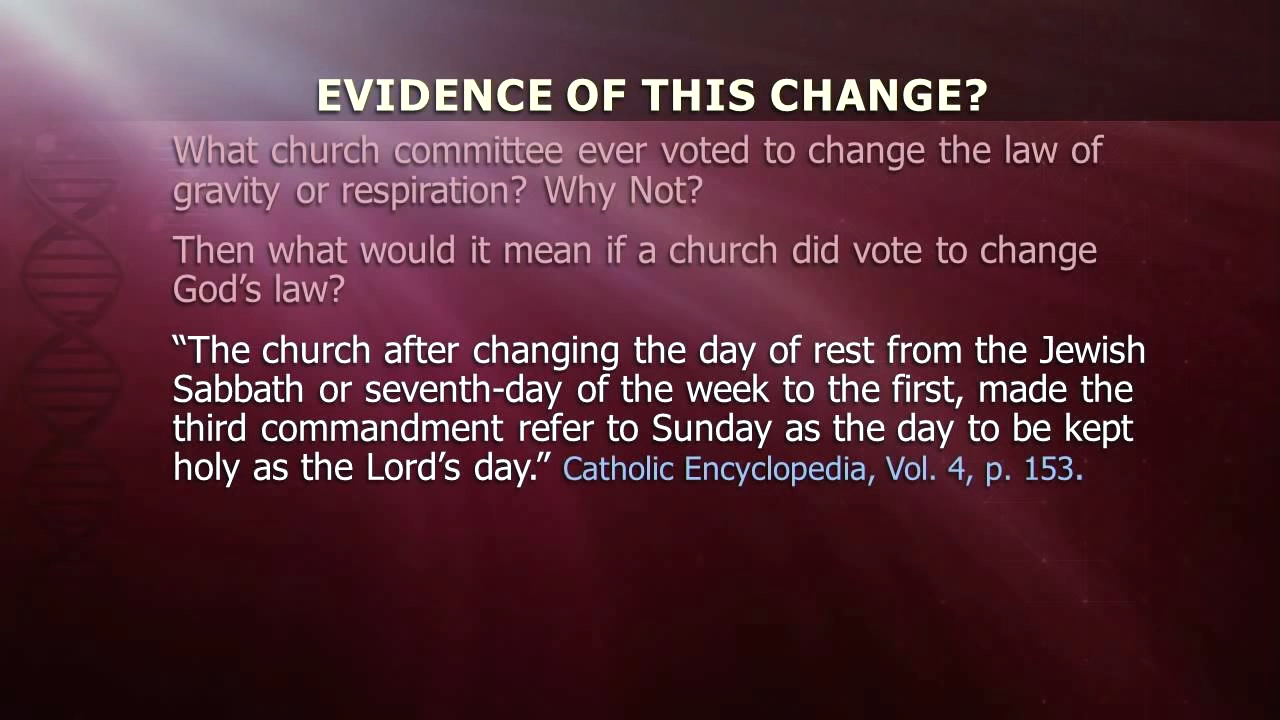 EVIDENCE OF THIS CHANGE?
What church committee ever voted to change the law of
gravity or respiration? Why Not?
Then what would it mean if a church did vote to change
God’s law?
“The church after changing the day of rest from the Jewish
Sabbath or seventh-day of the week to the first, made the
third commandment refer to Sunday as the day to be kept
holy as the Lord’s day.” Catholic Encyclopedia, Vol. 4, p. 153.